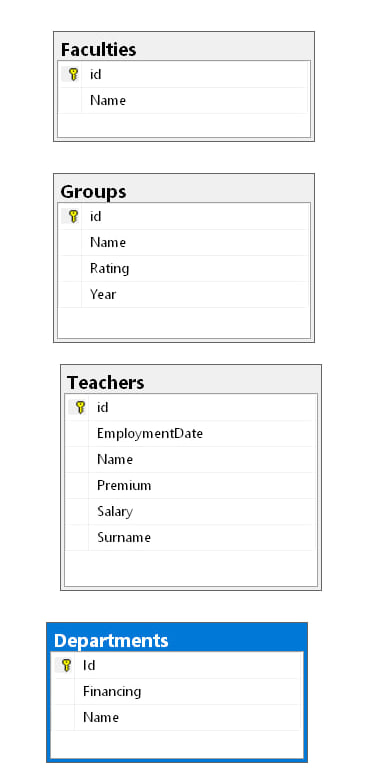 Faculties
id
Name
Groups
id
Name
Rating
Year
Teachers
id
EmploymentDate
Name
Premium
Salary
Surname
Departments
Id
Financing
Name